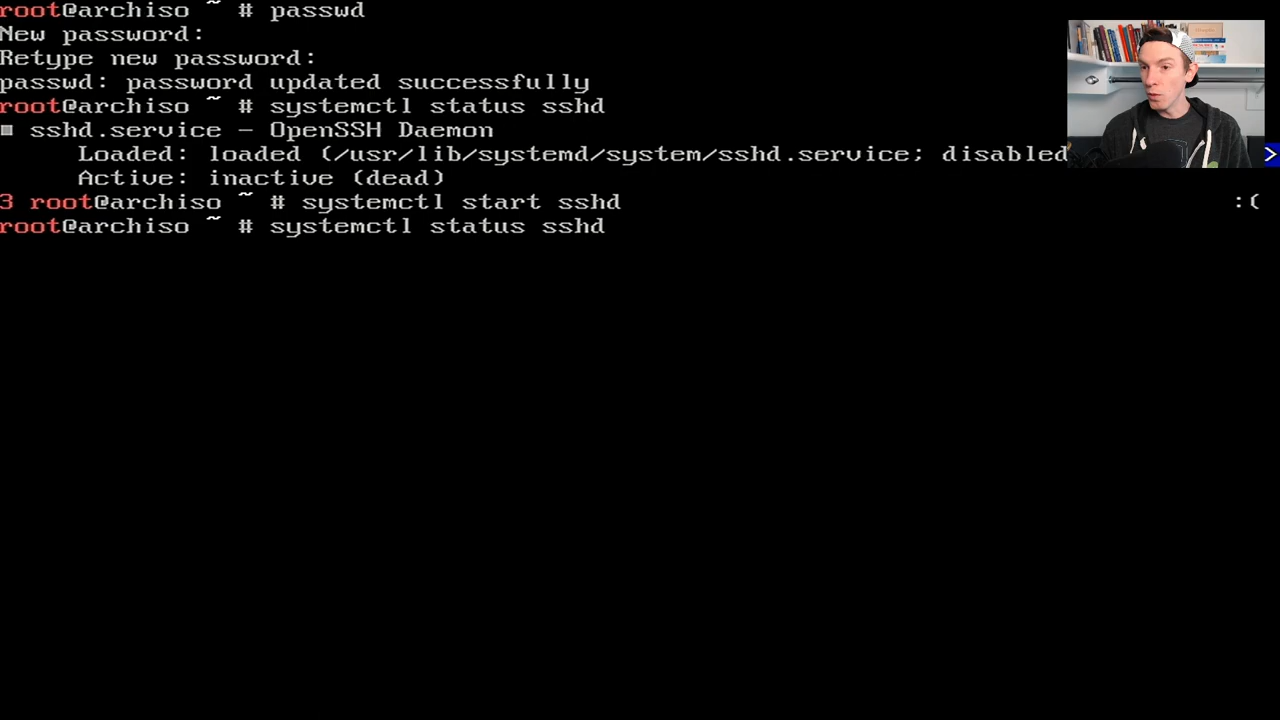 root@archiso ~ # passwd
New password:
Retype new password:
passwd: password updated successfully
root@archiso ~ # systemctl status sshd
sshd.service - OpenSSH Daemon
Loaded: loaded (/usr/lib/systemd/system/sshd.service; disabled>
Active: inactive (dead)
3 root@archiso ~ # systemctl start sshd :(
root@archiso ~ # systemctl status sshd